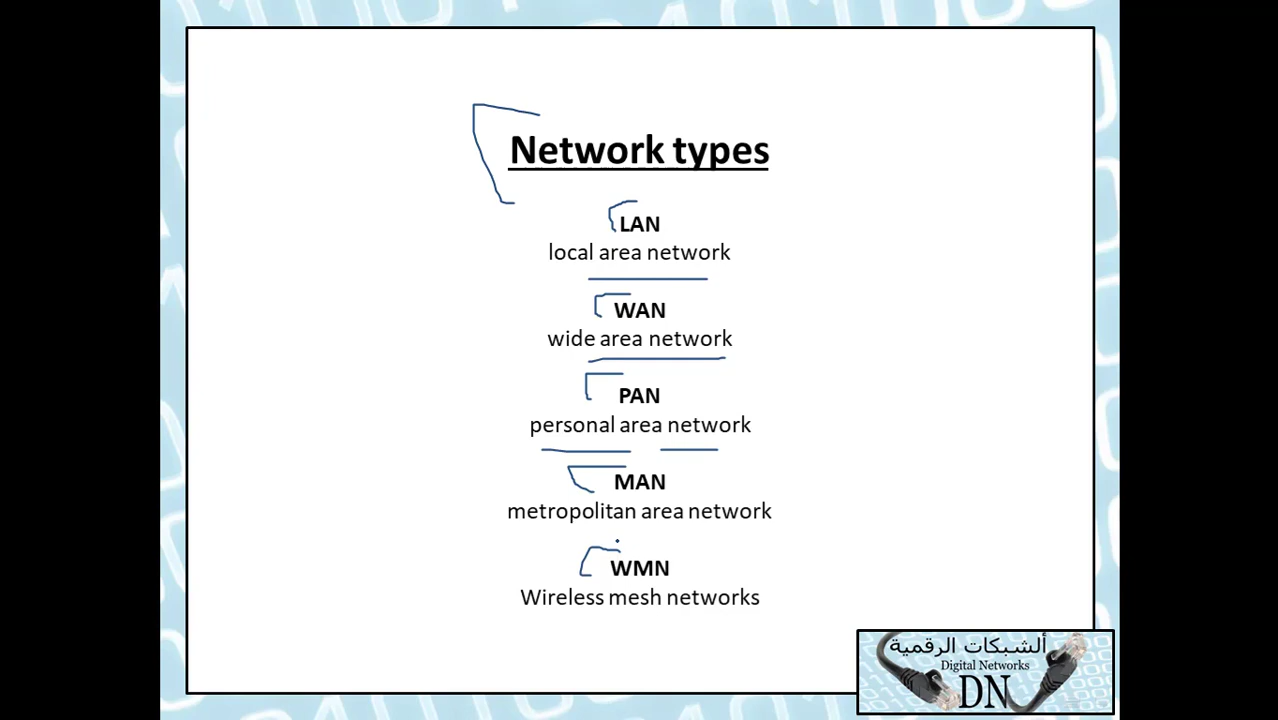 Network types
LAN
local area network
WAN
wide area network
PAN
personal area network
MAN
metropolitan area network
WMN
Wireless mesh networks
ألشبكات الرقمية
Digital Networks
DN